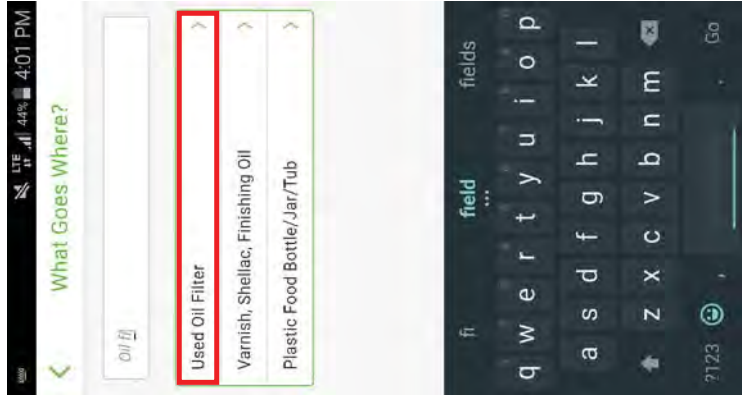 LTE 44% 4:01 PM
What Goes Where?
Oil fi
Used Oil Filter
Varnish, Shellac, Finishing Oil
Plastic Food Bottle/Jar/Tub
fi field fields
q w e r t y u i o p
a s d f g h j k l
z x c v b n m
?123 , . Go